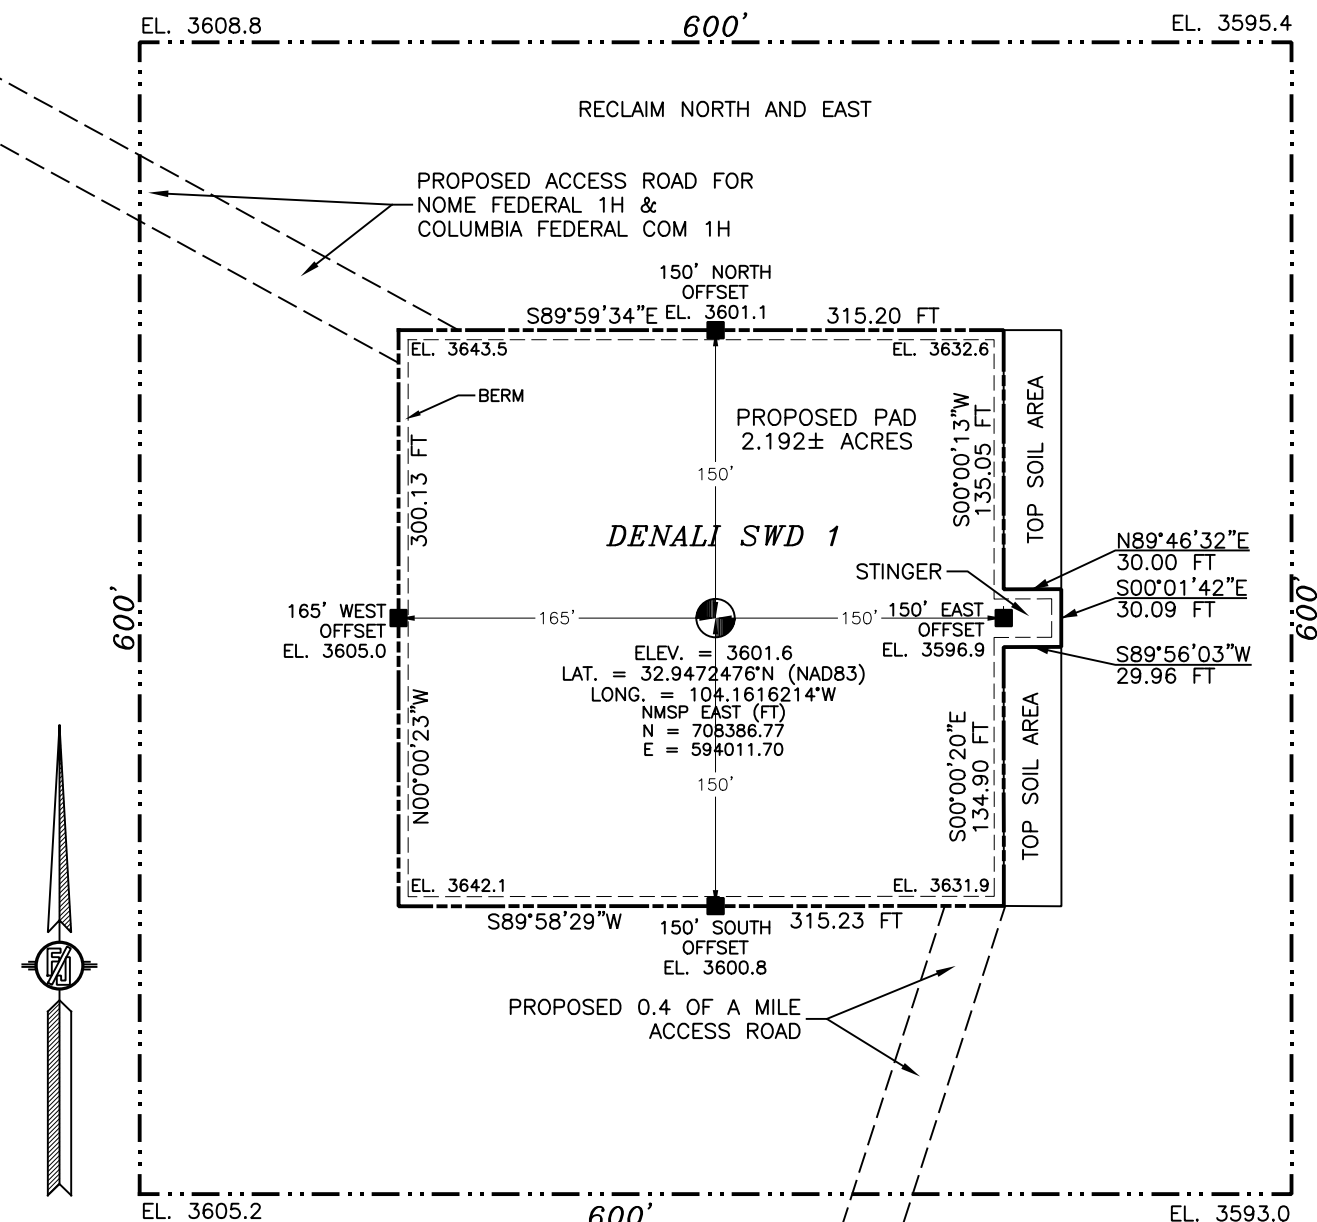 EL. 3608.8
600'
EL. 3595.4
RECLAIM NORTH AND EAST
PROPOSED ACCESS ROAD FOR
NOME FEDERAL 1H &
COLUMBIA FEDERAL COM 1H
150' NORTH
OFFSET
EL. 3601.1
S89°59'34"E
315.20 FT
EL. 3643.5
EL. 3632.6
BERM
PROPOSED PAD
2.192± ACRES
300.13 FT
N00°00'23"W
150'
S00°00'13"W
135.05 FT
TOP SOIL AREA
DENALI SWD 1
STINGER
N89°46'32"E
30.00 FT
S00°01'42"E
30.09 FT
S89°56'03"W
29.96 FT
600'
600'
165' WEST
OFFSET
EL. 3605.0
165'
150'
150' EAST
OFFSET
EL. 3596.9
ELEV. = 3601.6
LAT. = 32.9472476°N (NAD83)
LONG. = 104.1616214°W
NMSP EAST (FT)
N = 708386.77
E = 594011.70
150'
S00°00'20"E
134.90 FT
TOP SOIL AREA
EL. 3642.1
EL. 3631.9
S89°58'29"W
315.23 FT
150' SOUTH
OFFSET
EL. 3600.8
PROPOSED 0.4 OF A MILE
ACCESS ROAD
EL. 3605.2
600'
EL. 3593.0